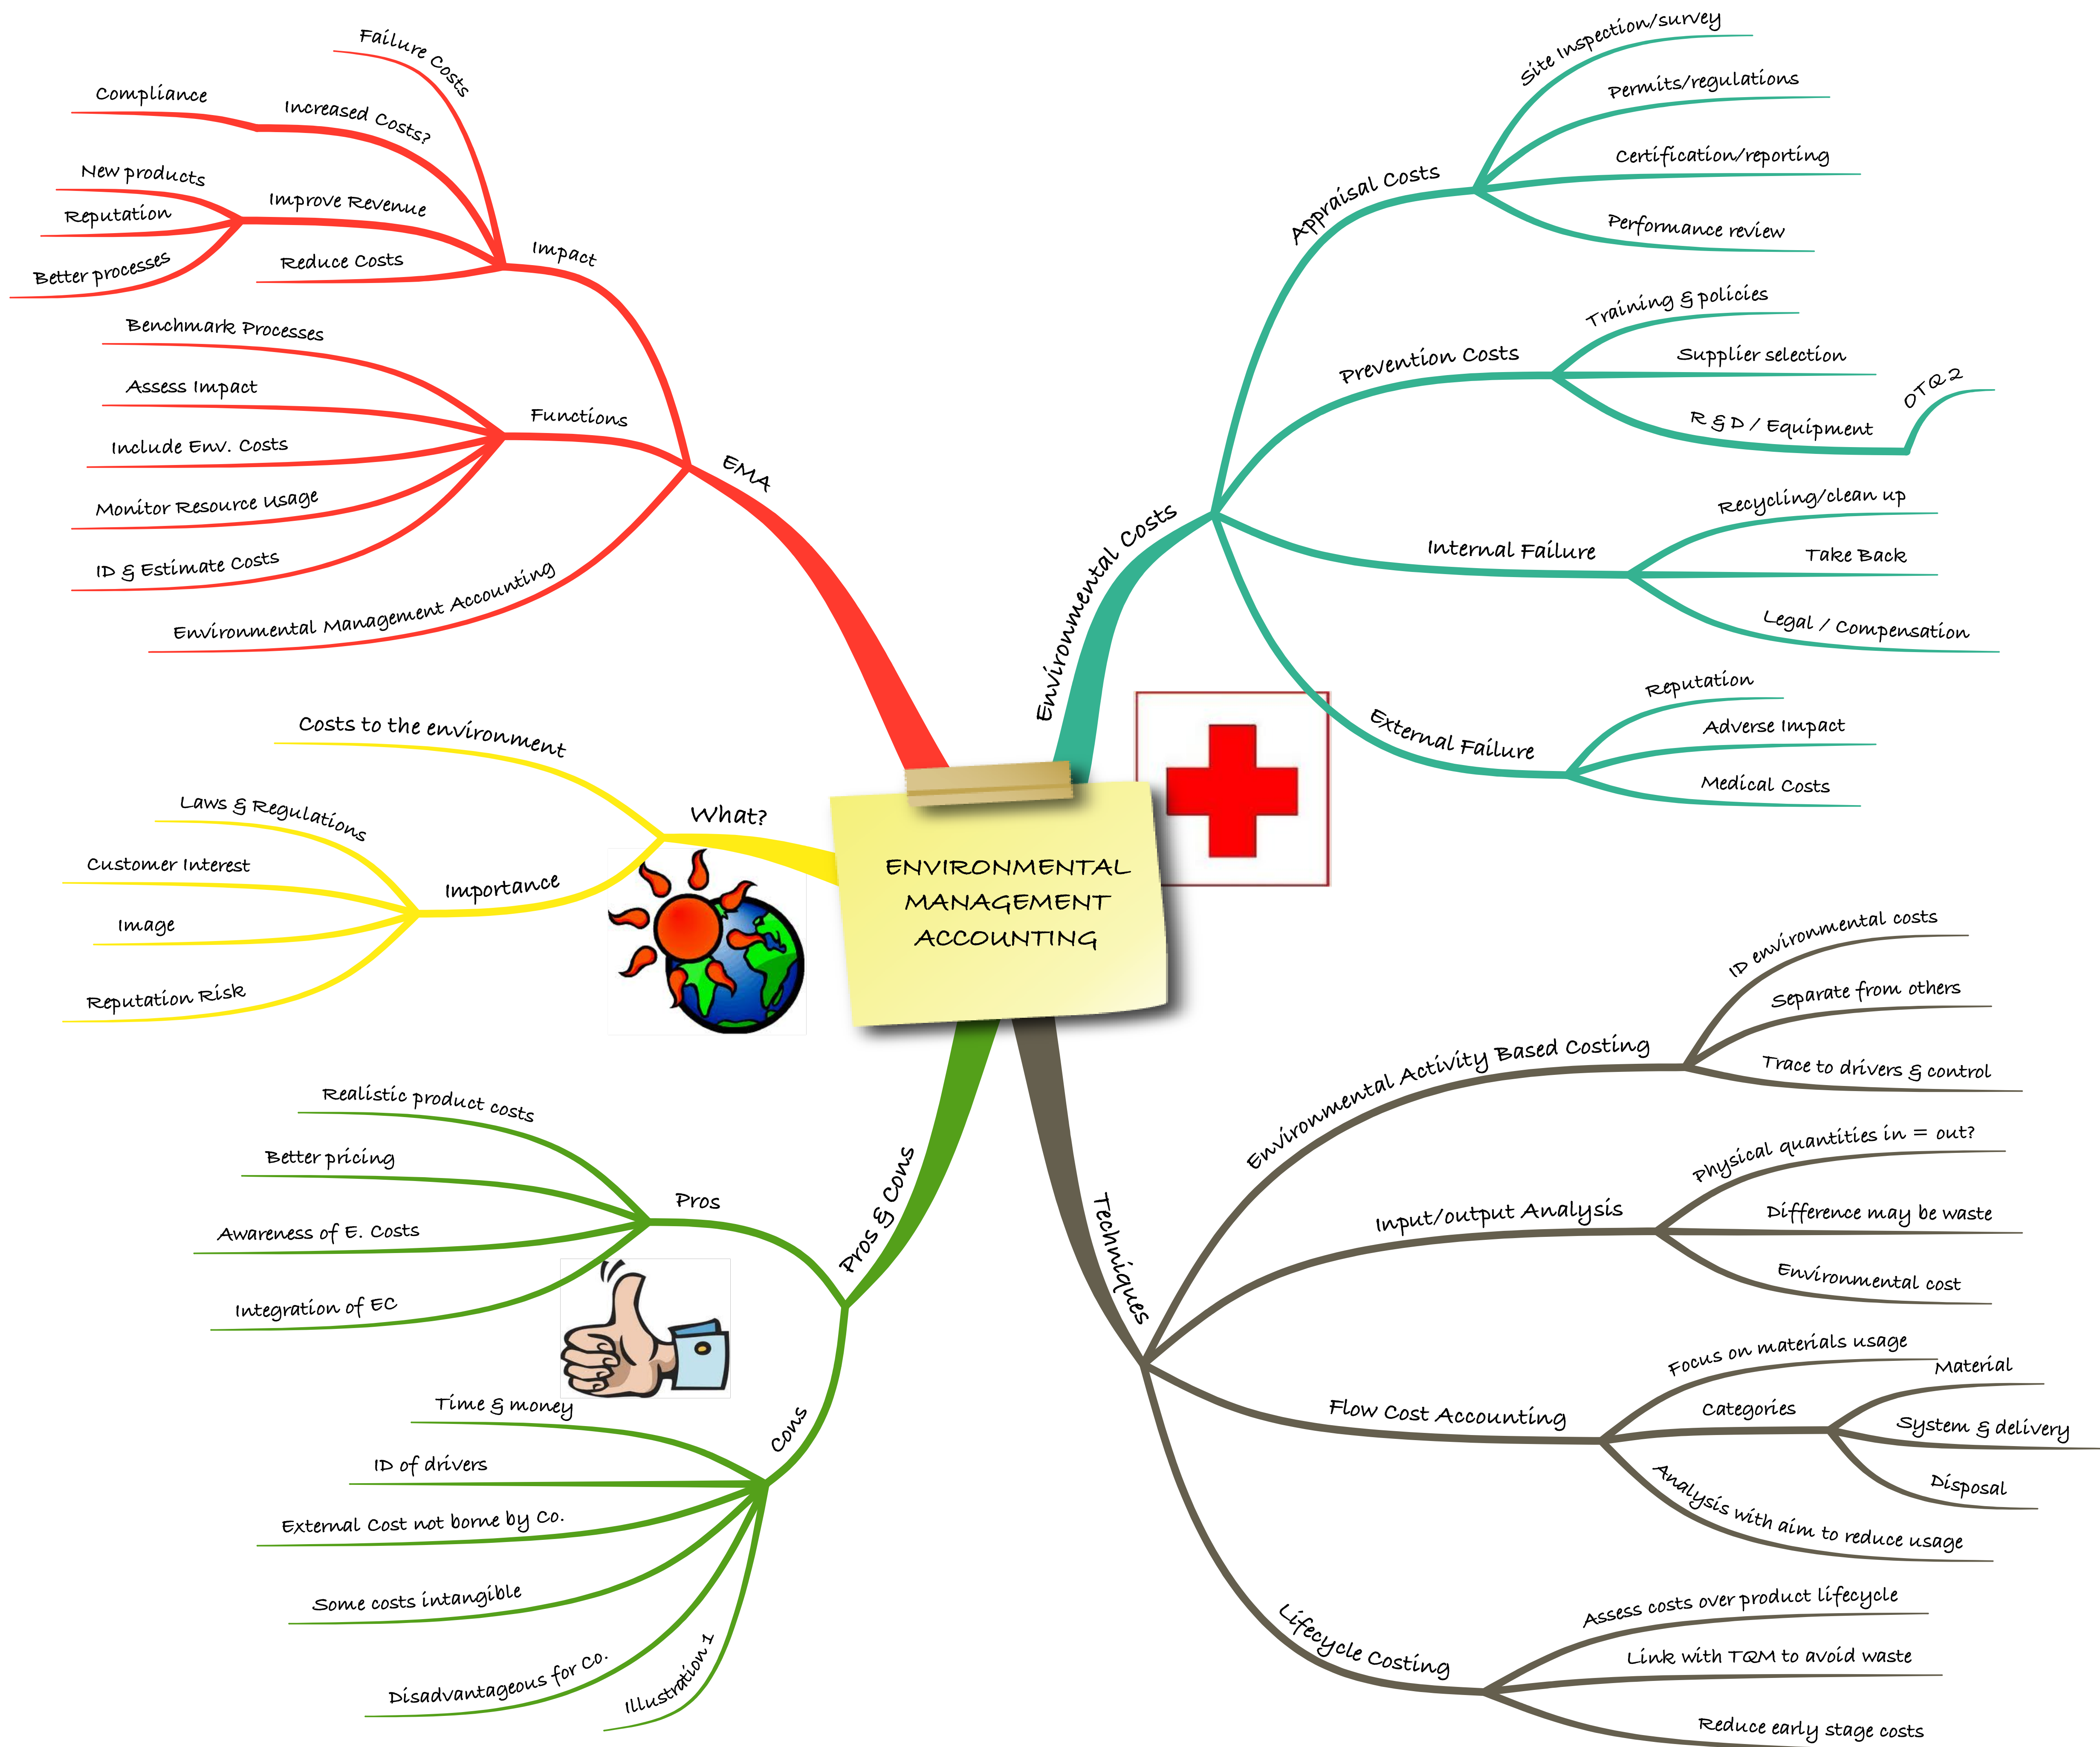 ENVIRONMENTAL
MANAGEMENT
ACCOUNTING
EMA
Impact
Failure Costs
Increased Costs?
Compliance
Improve Revenue
New products
Reputation
Better processes
Reduce Costs
Functions
Benchmark Processes
Assess Impact
Include Env. Costs
Monitor Resource Usage
ID & Estimate Costs
Environmental Management Accounting
What?
Costs to the environment
Importance
Laws & Regulations
Customer Interest
Image
Reputation Risk
Pros & Cons
Pros
Realistic product costs
Better pricing
Awareness of E. Costs
Integration of EC
Cons
Time & money
ID of drivers
External Cost not borne by Co.
Some costs intangible
Disadvantageous for Co.
Illustration 1
Environmental Costs
Appraisal Costs
Site Inspection/survey
Permits/regulations
Certification/reporting
Performance review
Prevention Costs
Training & policies
Supplier selection
R & D / Equipment
OTQ 2
Internal Failure
Recycling/clean up
Take Back
Legal / Compensation
External Failure
Reputation
Adverse Impact
Medical Costs
Techniques
Environmental Activity Based Costing
ID environmental costs
Separate from others
Trace to drivers & control
Input/output Analysis
Physical quantities in = out?
Difference may be waste
Environmental cost
Flow Cost Accounting
Focus on materials usage
Categories
Material
System & delivery
Disposal
Analysis with aim to reduce usage
Lifecycle Costing
Assess costs over product lifecycle
Link with TQM to avoid waste
Reduce early stage costs